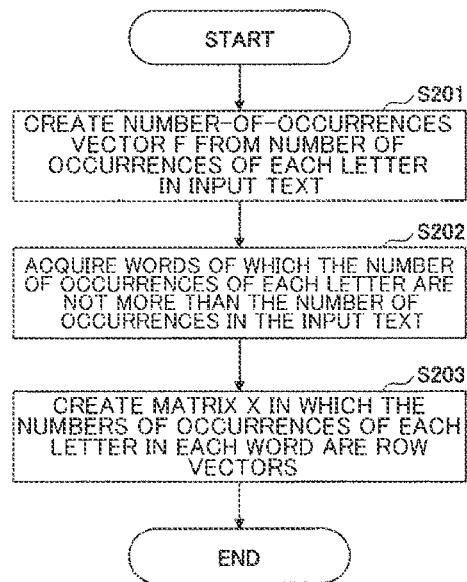 START
S201
CREATE NUMBER-OF-OCCURRENCES
VECTOR F FROM NUMBER OF
OCCURRENCES OF EACH LETTER
IN INPUT TEXT
S202
ACQUIRE WORDS OF WHICH THE NUMBER
OF OCCURRENCES OF EACH LETTER ARE
NOT MORE THAN THE NUMBER OF
OCCURRENCES IN THE INPUT TEXT
S203
CREATE MATRIX X IN WHICH THE
NUMBERS OF OCCURRENCES OF EACH
LETTER IN EACH WORD ARE ROW
VECTORS
END